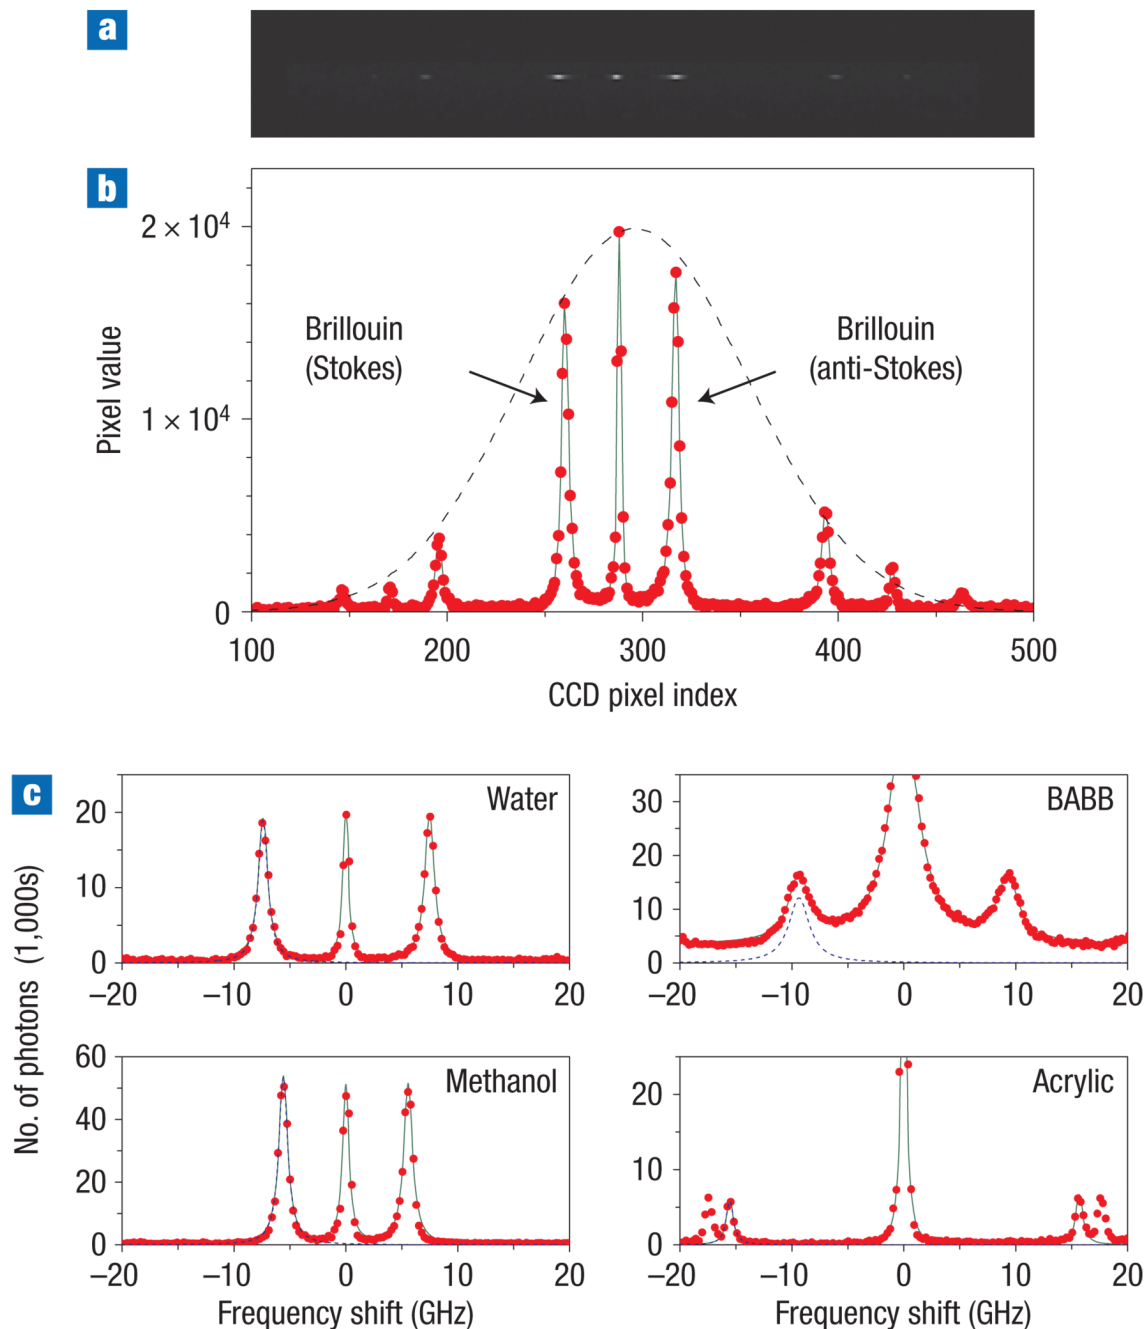 a
b
2 × 10⁴
1 × 10⁴
0
Pixel value
Brillouin
(Stokes)
Brillouin
(anti-Stokes)
100 200 300 400 500
CCD pixel index
c
No. of photons (1,000s)
Water
20
10
0
–20 –10 0 10 20
BABB
30
20
10
0
–20 –10 0 10 20
Methanol
60
40
20
0
–20 –10 0 10 20
Frequency shift (GHz)
Acrylic
20
10
0
–20 –10 0 10 20
Frequency shift (GHz)